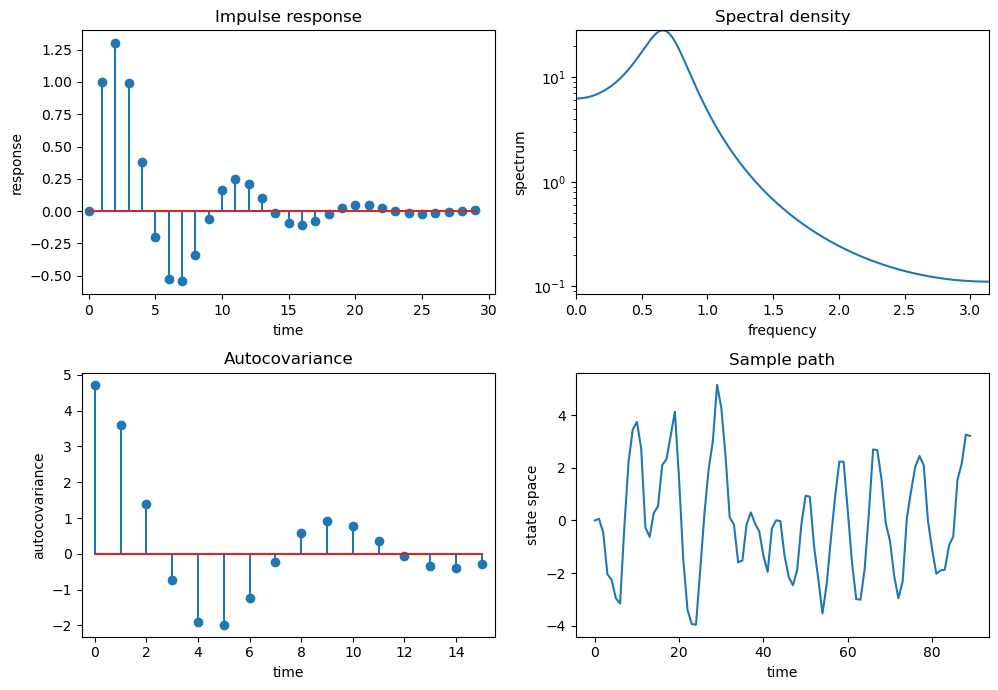 Impulse response
response
1.25
1.00
0.75
0.50
0.25
0.00
−0.25
−0.50
0 5 10 15 20 25 30
time
Spectral density
spectrum
10^1
10^0
10^−1
0.0 0.5 1.0 1.5 2.0 2.5 3.0
frequency
Autocovariance
autocovariance
5
4
3
2
1
0
−1
−2
0 2 4 6 8 10 12 14
time
Sample path
state space
4
2
0
−2
−4
0 20 40 60 80
time